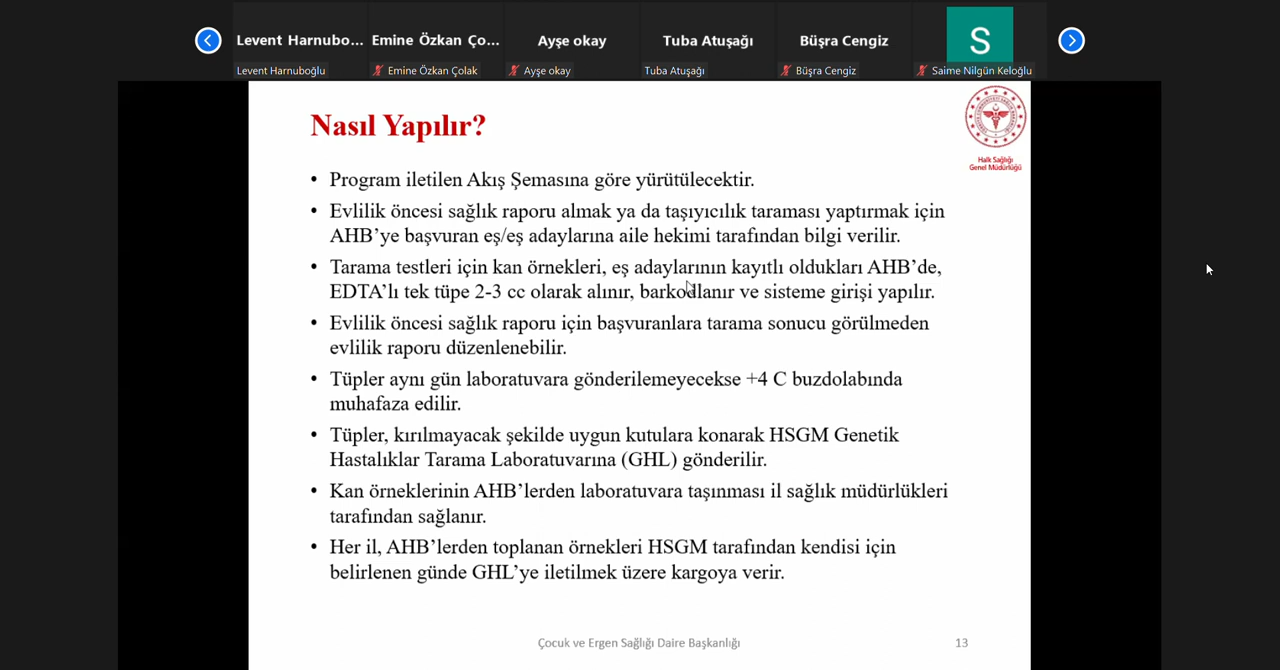 Levent Harnubo...
Emine Özkan Ço...
Ayşe okay
Tuba Atuşağı
Büşra Cengiz
S
Levent Harnuboğlu
Emine Özkan Çolak
Ayşe okay
Tuba Atuşağı
Büşra Cengiz
Saime Nilgün Keloğlu
Nasıl Yapılır?
Halk Sağlığı
Genel Müdürlüğü
• Program iletilen Akış Şemasına göre yürütülecektir.
• Evlilik öncesi sağlık raporu almak ya da taşıyıcılık taraması yaptırmak için
AHB’ye başvuran eş/eş adaylarına aile hekimi tarafından bilgi verilir.
• Tarama testleri için kan örnekleri, eş adaylarının kayıtlı oldukları AHB’de,
EDTA’lı tek tüpe 2-3 cc olarak alınır, barkodlanır ve sisteme girişi yapılır.
• Evlilik öncesi sağlık raporu için başvuranlara tarama sonucu görülmeden
evlilik raporu düzenlenebilir.
• Tüpler aynı gün laboratuvara gönderilemeyecekse +4 C buzdolabında
muhafaza edilir.
• Tüpler, kırılmayacak şekilde uygun kutulara konarak HSGM Genetik
Hastalıklar Tarama Laboratuvarına (GHL) gönderilir.
• Kan örneklerinin AHB’lerden laboratuvara taşınması il sağlık müdürlükleri
tarafından sağlanır.
• Her il, AHB’lerden toplanan örnekleri HSGM tarafından kendisi için
belirlenen günde GHL’ye iletilmek üzere kargoya verir.
Çocuk ve Ergen Sağlığı Daire Başkanlığı
13